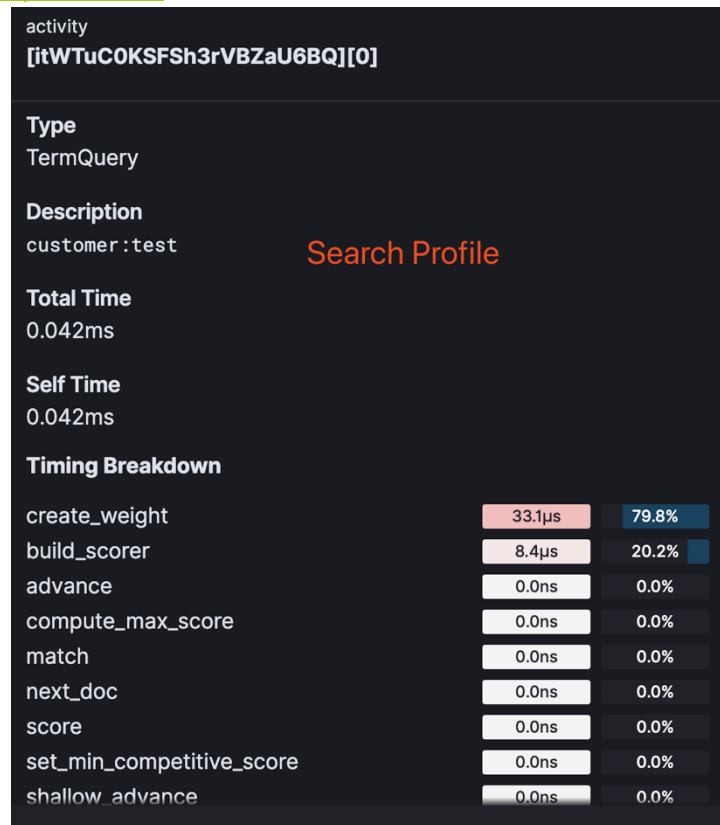 activity
[itWTuC0KSFSh3rVBZaU6BQ][0]
Type
TermQuery
Description
customer:test
Search Profile
Total Time
0.042ms
Self Time
0.042ms
Timing Breakdown
create_weight 33.1µs 79.8%
build_scorer 8.4µs 20.2%
advance 0.0ns 0.0%
compute_max_score 0.0ns 0.0%
match 0.0ns 0.0%
next_doc 0.0ns 0.0%
score 0.0ns 0.0%
set_min_competitive_score 0.0ns 0.0%
shallow_advance 0.0ns 0.0%